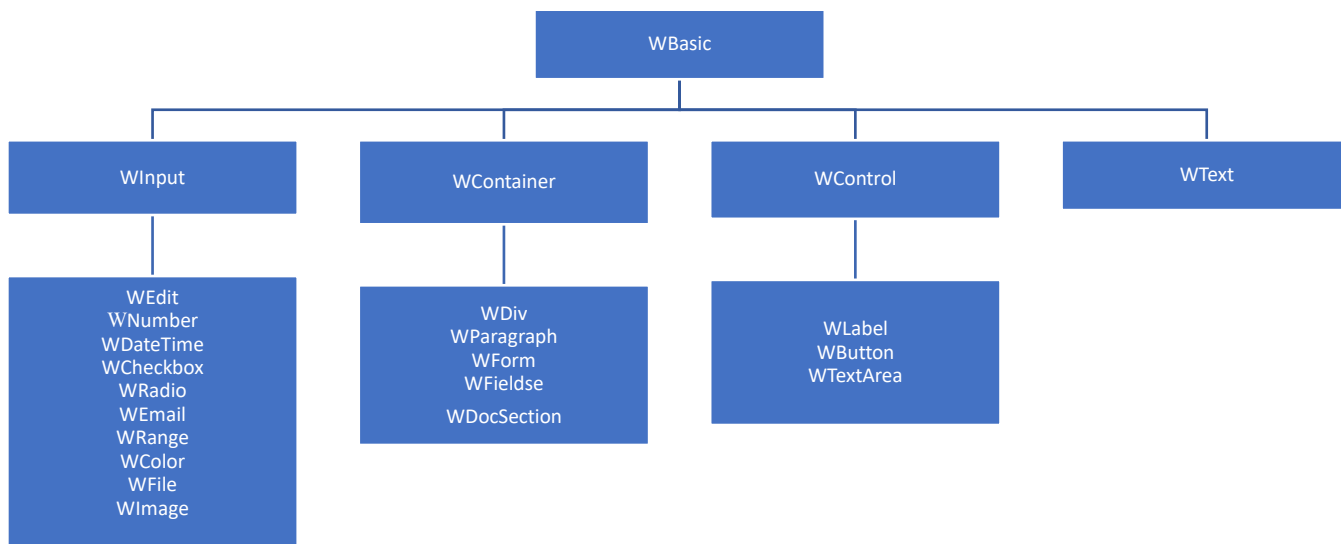 WBasic
WInput
WContainer
WControl
WText
WEdit
WNumber
WDateTime
WCheckbox
WRadio
WEmail
WRange
WColor
WFile
WImage
WDiv
WParagraph
WForm
WFieldse
WDocSection
WLabel
WButton
WTextArea